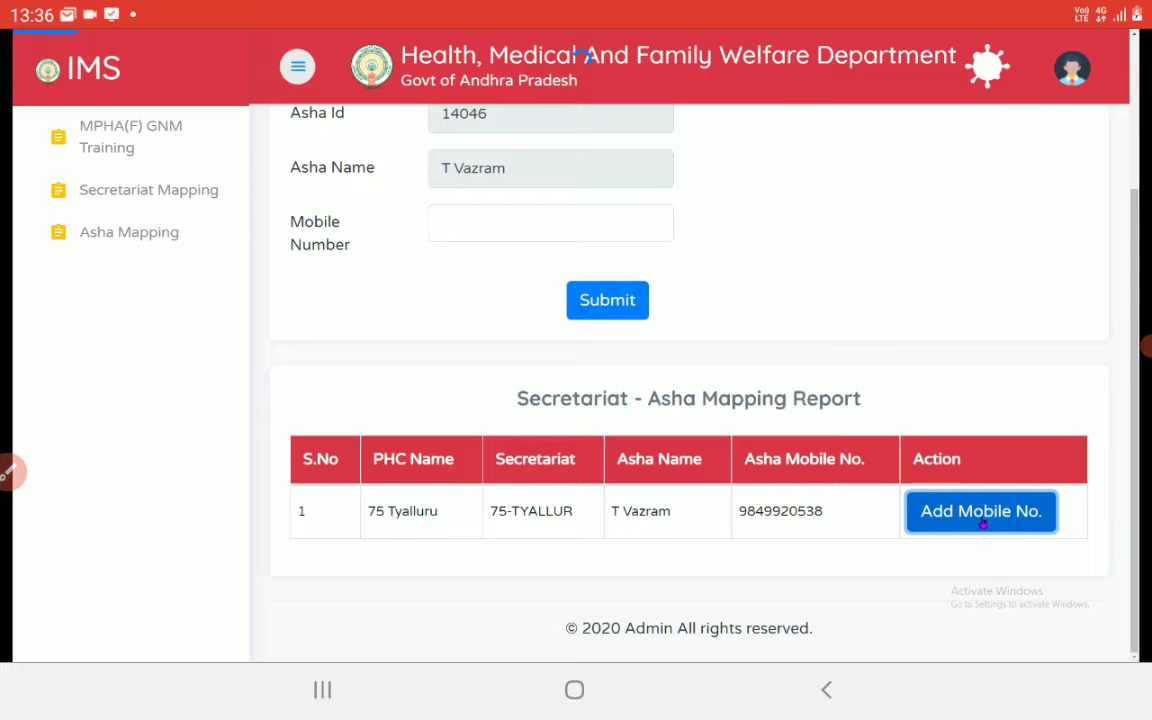 13:36
Vo) 4G
LTE
IMS
Health, Medical And Family Welfare Department
Govt of Andhra Pradesh
MPHA(F) GNM
Training
Secretariat Mapping
Asha Mapping
Asha Id
14046
Asha Name
T Vazram
Mobile
Number
Submit
Secretariat - Asha Mapping Report
S.No PHC Name Secretariat Asha Name Asha Mobile No. Action
1 75 Tyalluru 75-TYALLUR T Vazram 9849920538 Add Mobile No.
Activate Windows
Go to Settings to activate Windows.
© 2020 Admin All rights reserved.